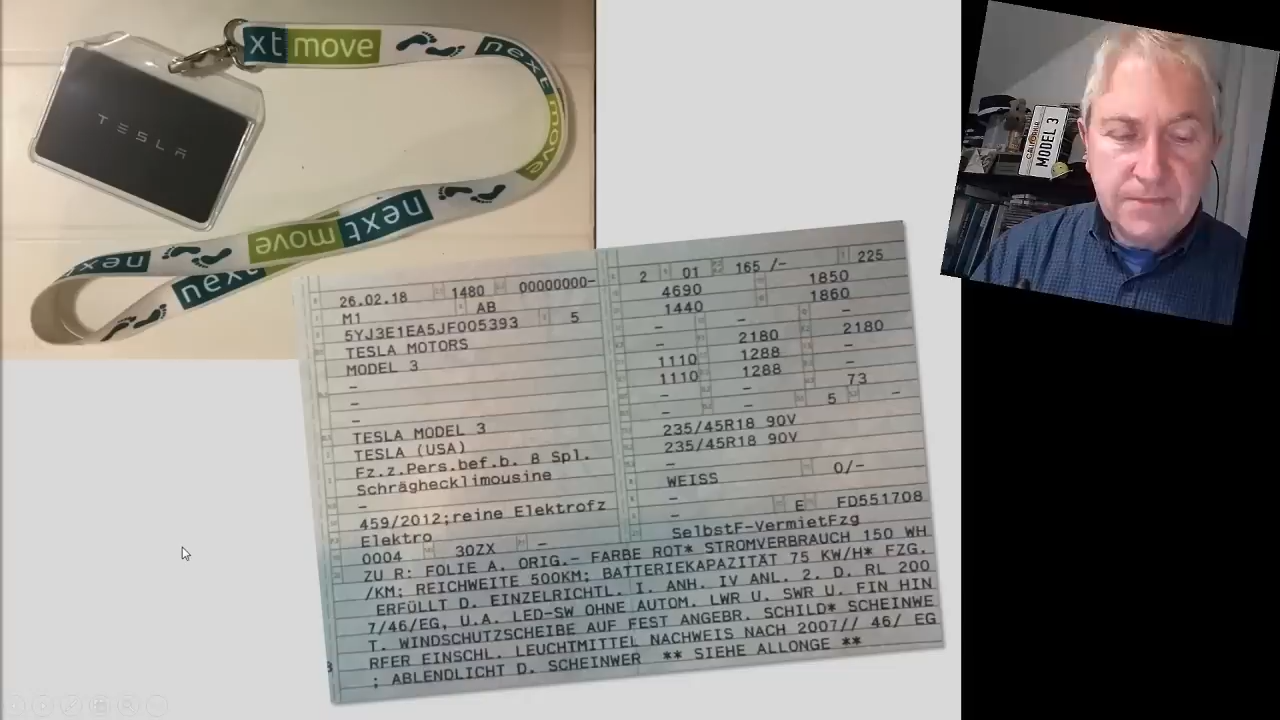 xt move
next move
TESLA
next move
next
next
CALIFORNIA
MODEL 3
26.02.18 1480 00000000-
M1 AB
5YJ3E1EA5JF005393 5
TESLA MOTORS
MODEL 3
-
-
-
TESLA MODEL 3
TESLA (USA)
Fz.z.Pers.bef.b. 8 Spl.
Schräghecklimousine
-
459/2012;reine Elektrofz
Elektro
0004 30ZX -
2 01 165 /- 225
4690 1850
1440 1860
- - -
- 2180 2180
1110 1288 -
1110 1288 -
- - 73
- - 5 -
235/45R18 90V
235/45R18 90V
-
WEISS 0/-
-
- E FD551708
SelbstF-VermietFzg
ZU R: FOLIE A. ORIG.- FARBE ROT* STROMVERBRAUCH 150 WH
/KM; REICHWEITE 500KM; BATTERIEKAPAZITÄT 75 KW/H* FZG.
ERFÜLLT D. EINZELRICHTL. I. ANH. IV ANL. 2. D. RL 200
7/46/EG, U.A. LED-SW OHNE AUTOM. LWR U. SWR U. FIN HIN
T. WINDSCHUTZSCHEIBE AUF FEST ANGEBR. SCHILD* SCHEINWE
RFER EINSCHL. LEUCHTMITTEL NACHWEIS NACH 2007// 46/ EG
; ABLENDLICHT D. SCHEINWER ** SIEHE ALLONGE **